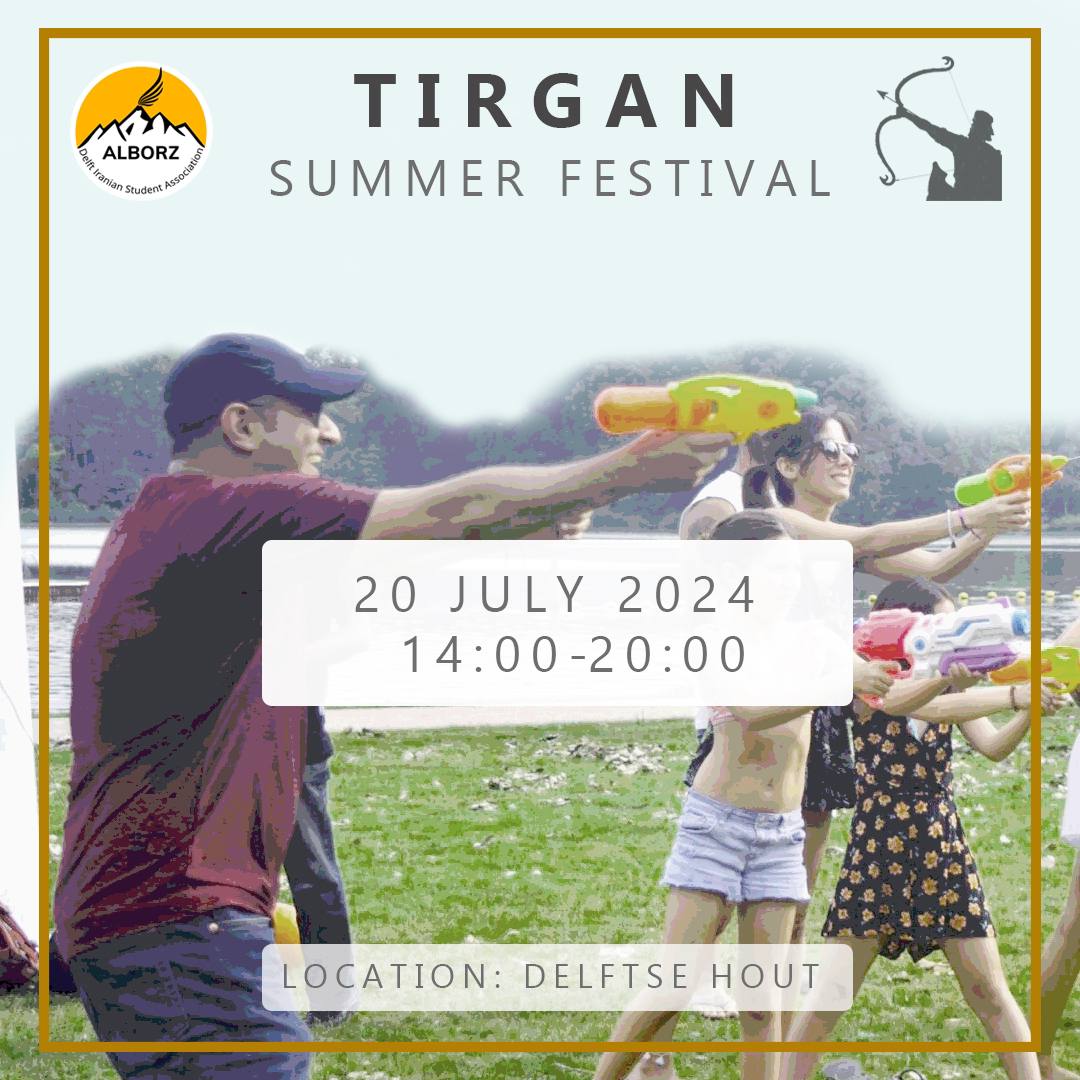 TIRGAN
SUMMER FESTIVAL
ALBORZ
Delft Iranian Student Association
20 JULY 2024
14:00-20:00
LOCATION: DELFTSE HOUT